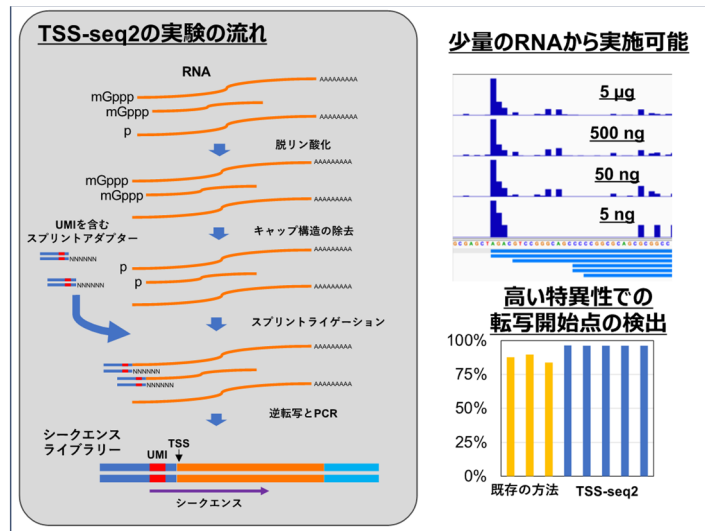 TSS-seq2の実験の流れ
RNA
AAAAAAAAA
mGppp
mGppp
AAAAAAAAA
p
脱リン酸化
AAAAAAAAA
mGppp
mGppp
AAAAAAAAA
UMIを含む
スプリントアダプター
キャップ構造の除去
NNNNNN
NNNNNN
AAAAAAAAA
p
p
AAAAAAAAA
スプリントライゲーション
AAAAAAAAA
NNNNNN
NNNNNN
AAAAAAAAA
逆転写とPCR
シークエンス
ライブラリー
UMI
TSS
シークエンス
少量のRNAから実施可能
5 µg
500 ng
50 ng
5 ng
GCGAGCTAGACGTCCGGGCAGCCCCCGGCGCAGCGCGGCC
高い特異性での
転写開始点の検出
100%
75%
50%
25%
0%
既存の方法
TSS-seq2